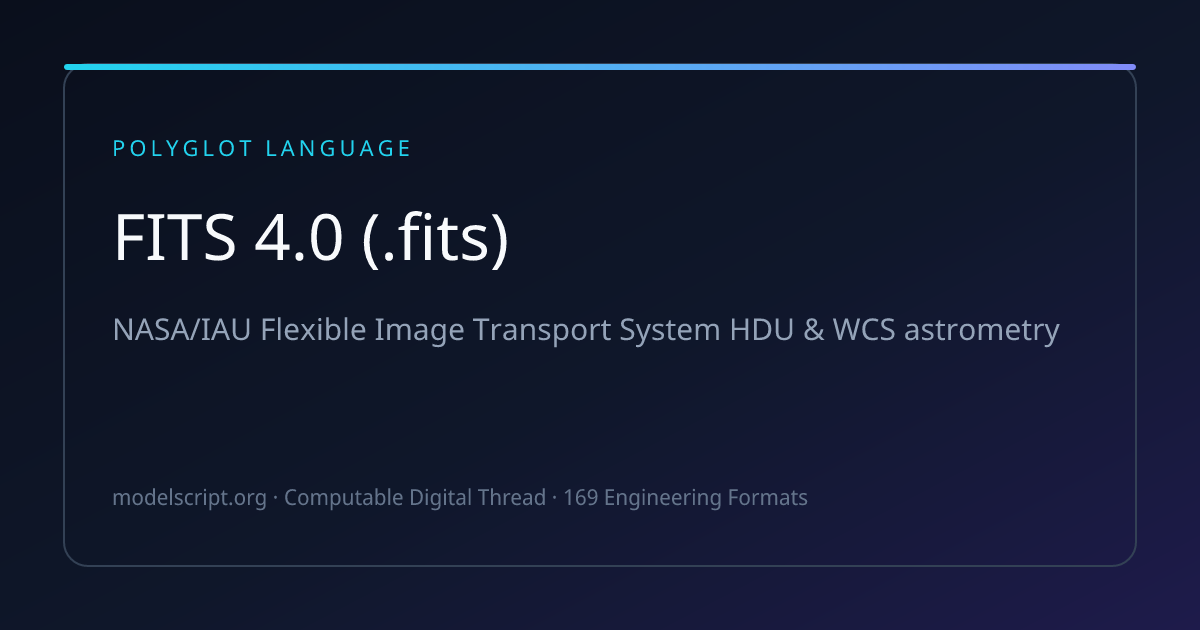 POLYGLOT LANGUAGE
FITS 4.0 (.fits)
NASA/IAU Flexible Image Transport System HDU & WCS astrometry
modelscript.org · Computable Digital Thread · 169 Engineering Formats